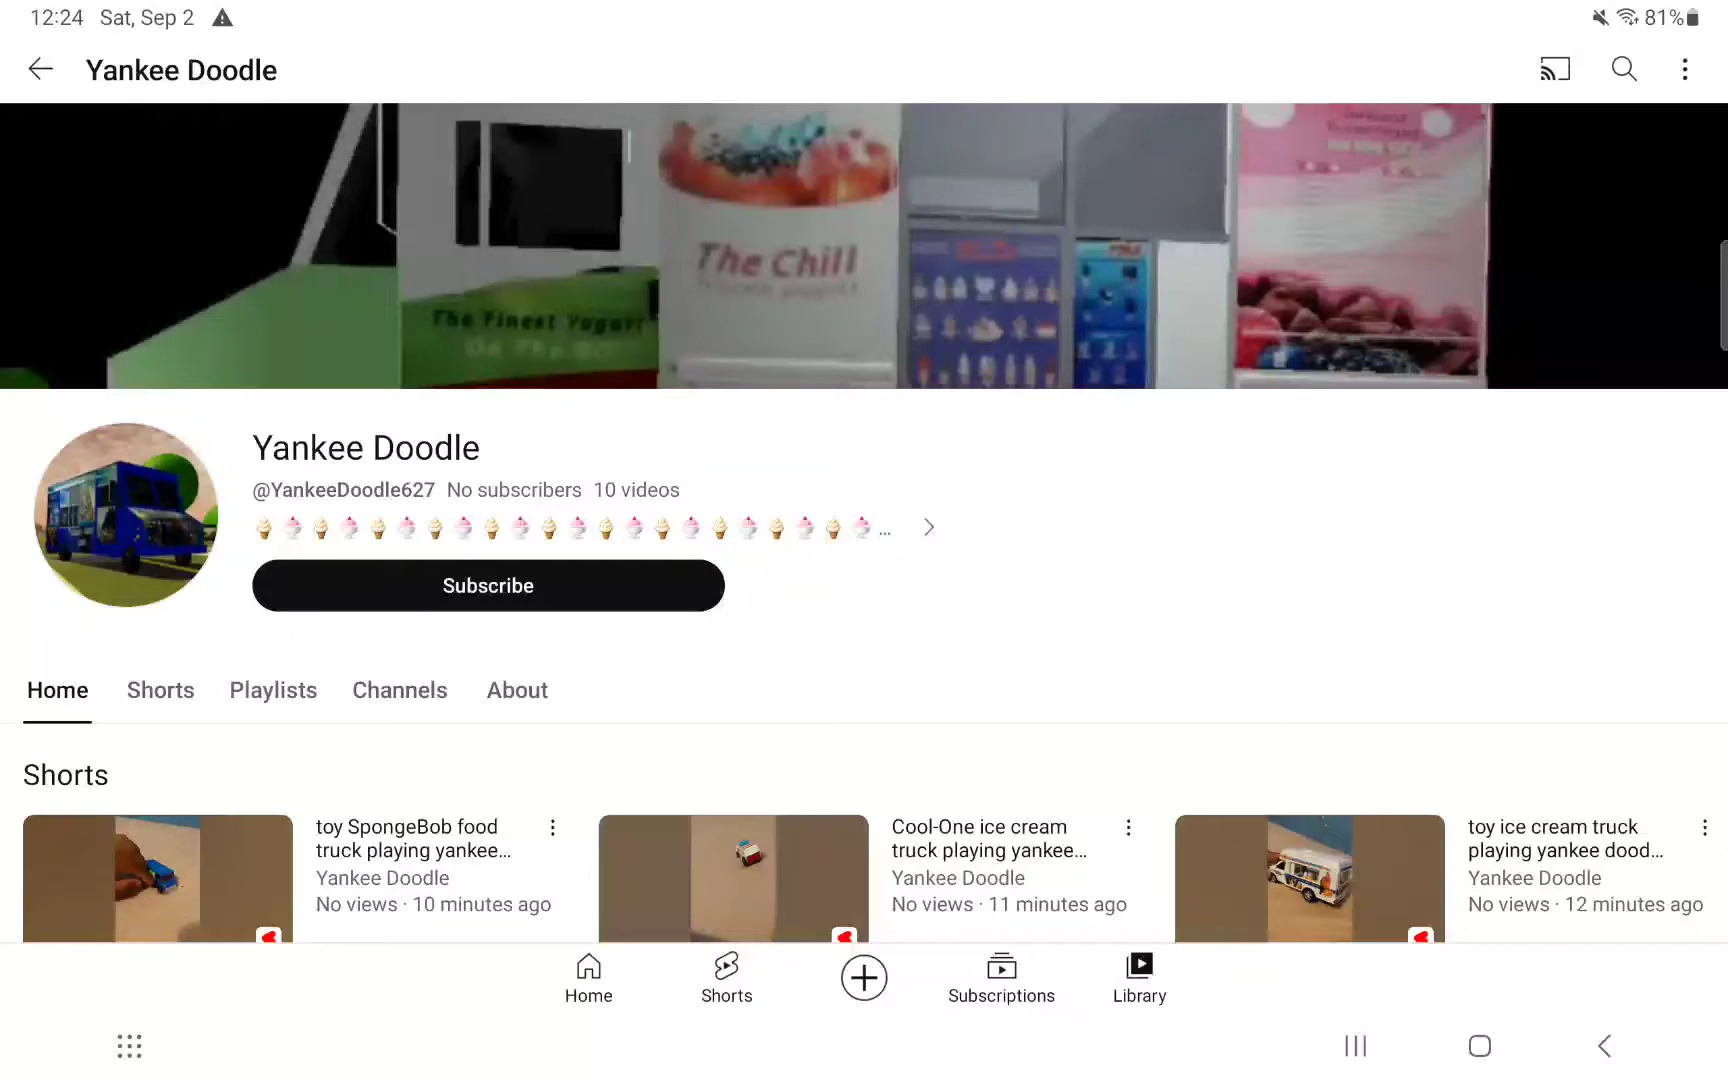 12:24 Sat, Sep 2
81%
Yankee Doodle
The Chill
The Finest Yogurt
On The GO
Yankee Doodle
@YankeeDoodle627 No subscribers 10 videos
🍦🍨🍦🍨🍦🍨🍦🍨🍦🍨🍦🍨🍦🍨🍦🍨🍦🍨🍦🍨🍦🍨...
Subscribe
Home Shorts Playlists Channels About
Shorts
toy SpongeBob food
truck playing yankee...
Yankee Doodle
No views · 10 minutes ago
Cool-One ice cream
truck playing yankee...
Yankee Doodle
No views · 11 minutes ago
toy ice cream truck
playing yankee dood...
Yankee Doodle
No views · 12 minutes ago
Home Shorts Subscriptions Library